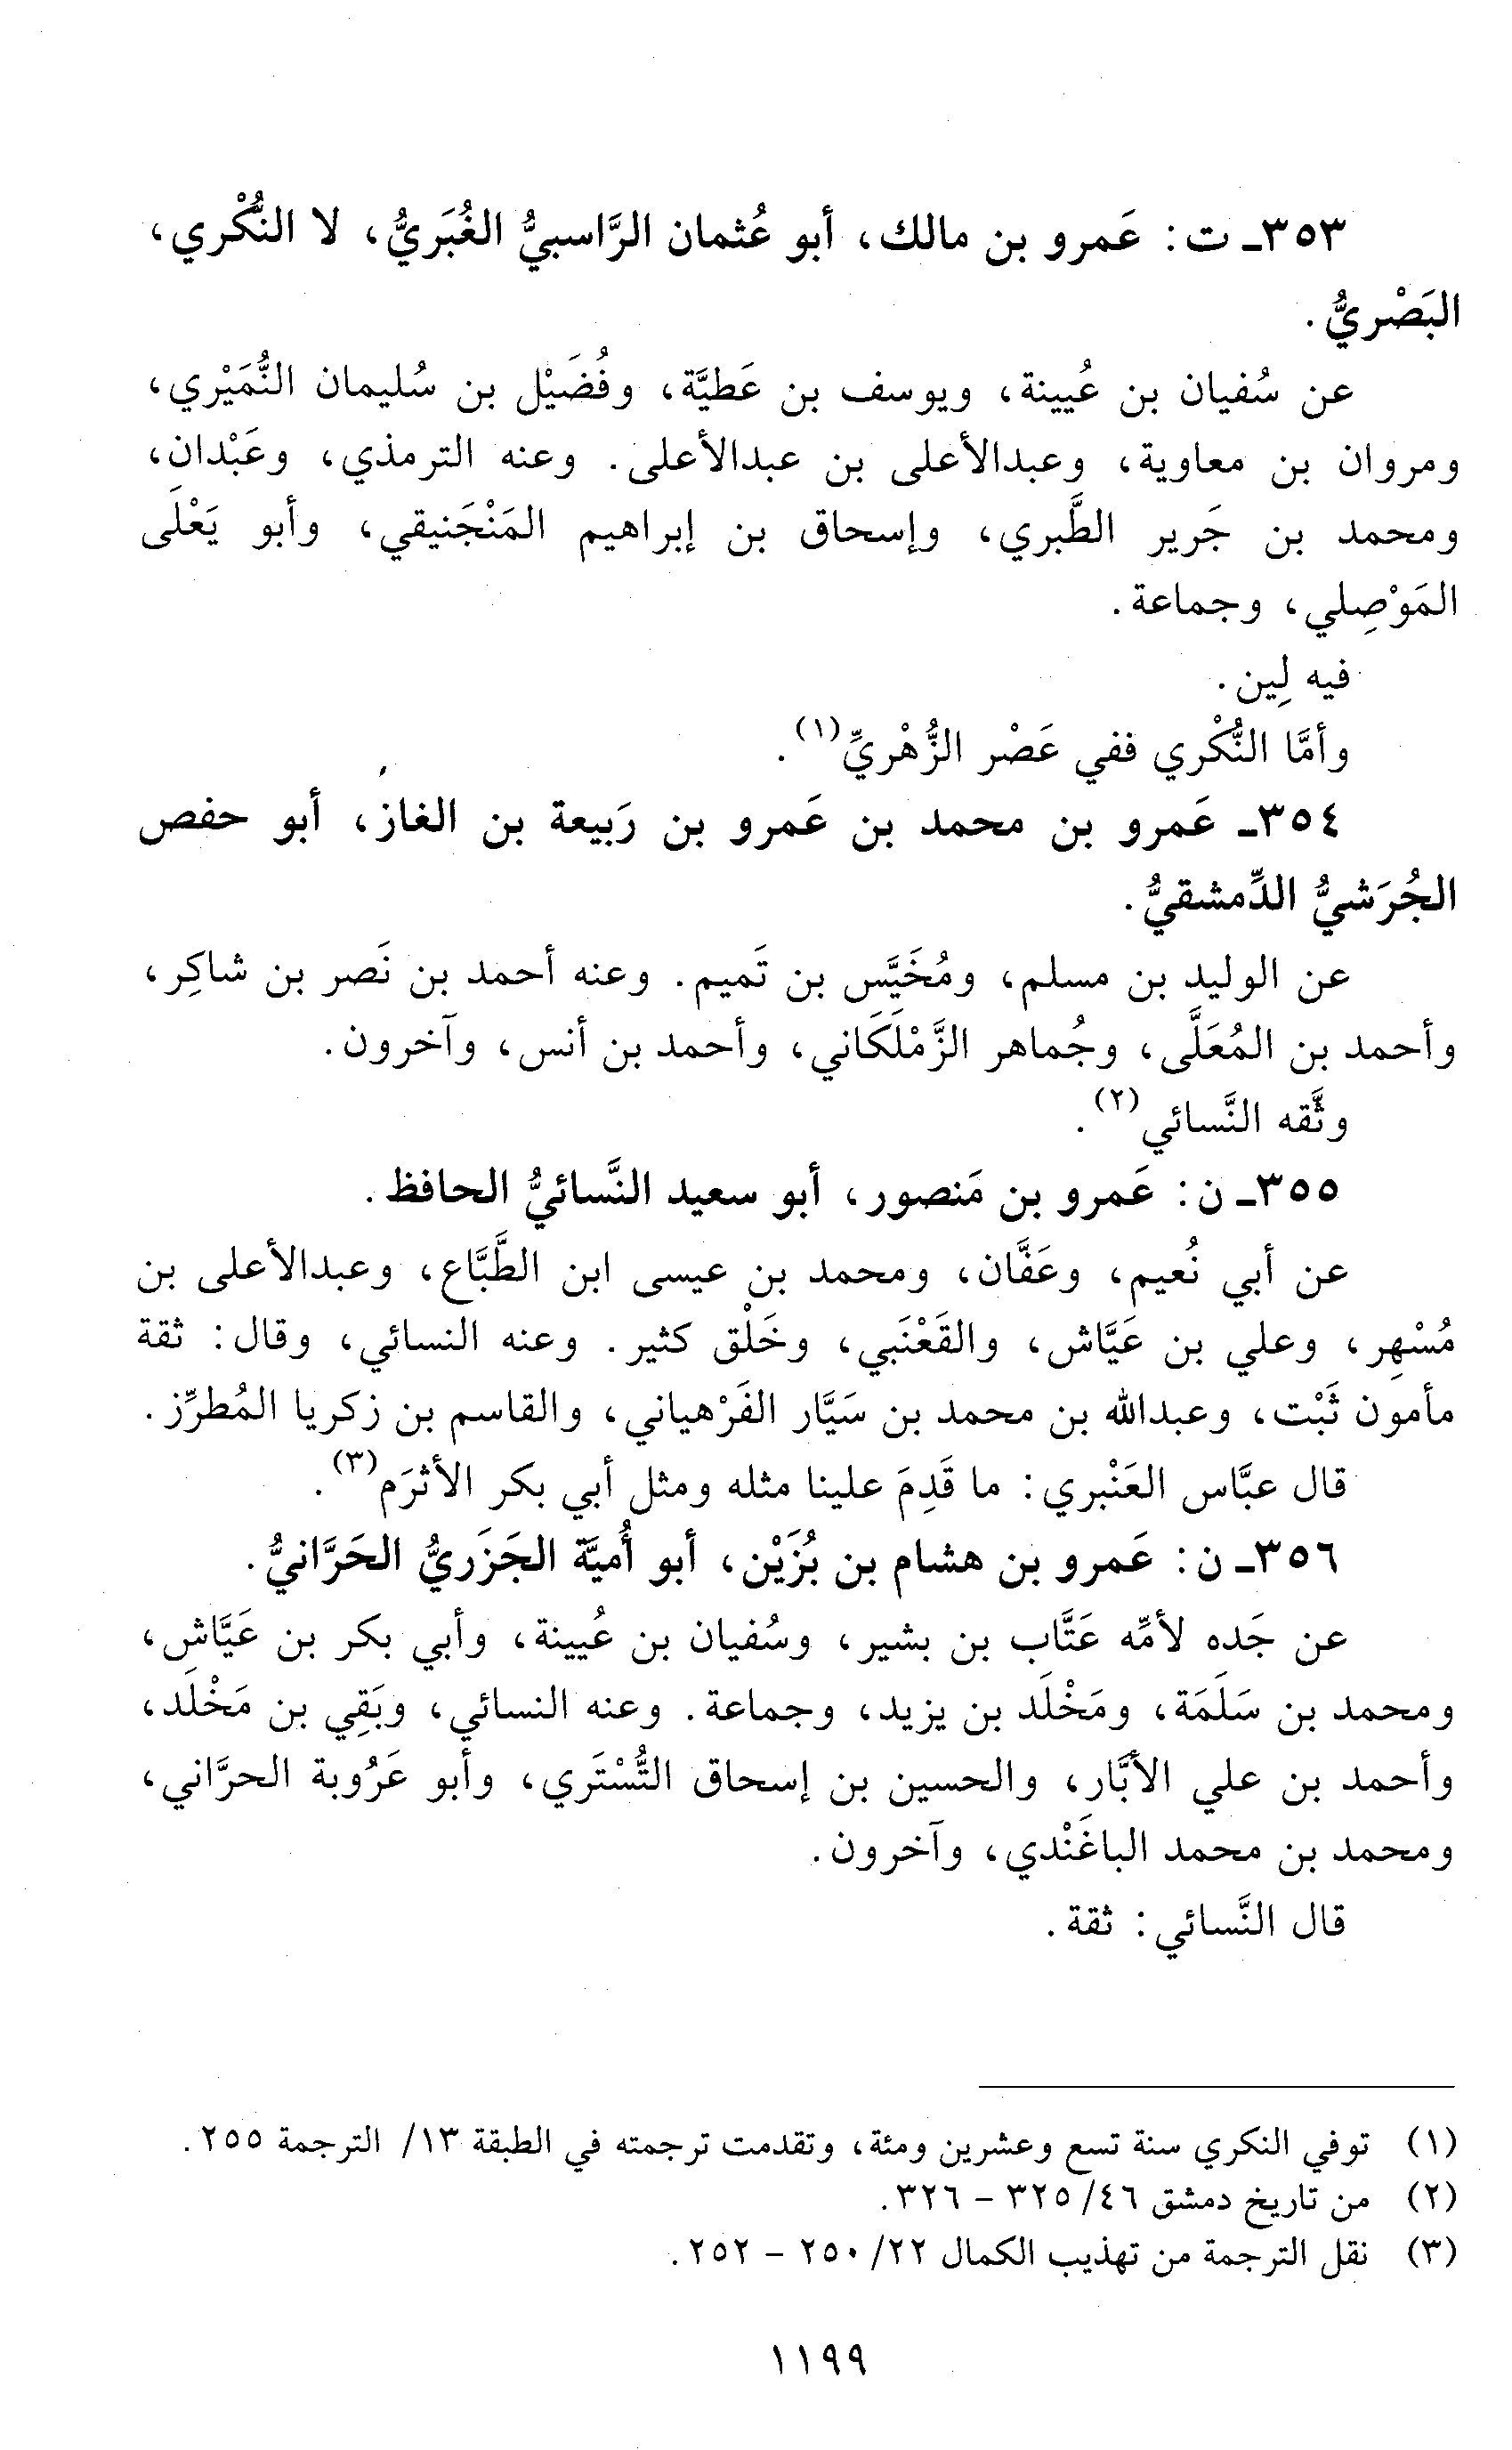 ٣٥٣ـ ت: عَمرو بن مالك، أبو عُثمان الرَّاسبيُّ الغُبَريُّ، لا النُّكْري،
البَصْريُّ.
عن سُفيان بن عُيينة، ويوسف بن عَطيَّة، وفُضَيْل بن سُليمان النُّمَيْري،
ومروان بن معاوية، وعبدالأعلى بن عبدالأعلى. وعنه الترمذي، وعَبْدان،
ومحمد بن جَرير الطَّبري، وإسحاق بن إبراهيم المَنْجَنيقي، وأبو يَعْلَى
المَوْصِلي، وجماعة.
فيه لِين.
وأمَّا النُّكْري ففي عَصْر الزُّهْريِّ(١).
٣٥٤ـ عَمرو بن محمد بن عَمرو بن رَبيعة بن الغاز، أبو حفص
الجُرَشيُّ الدِّمشقيُّ.
عن الوليد بن مسلم، ومُخَيَّس بن تَميم. وعنه أحمد بن نَصر بن شاكِر،
وأحمد بن المُعَلَّى، وجُماهر الزَّمْلَكَاني، وأحمد بن أنس، وآخرون.
وثَّقه النَّسائي(٢).
٣٥٥ـ ن: عَمرو بن مَنصور، أبو سعيد النَّسائيُّ الحافظ.
عن أبي نُعيم، وعَفَّان، ومحمد بن عيسى ابن الطَّبَّاع، وعبدالأعلى بن
مُسْهِر، وعلي بن عَيَّاش، والقَعْنَبي، وخَلْق كثير. وعنه النسائي، وقال: ثقة
مأمون ثَبْت، وعبدالله بن محمد بن سَيَّار الفَرْهياني، والقاسم بن زكريا المُطرِّز.
قال عبَّاس العَنْبري: ما قَدِمَ علينا مثله ومثل أبي بكر الأثرَم(٣).
٣٥٦ـ ن: عَمرو بن هشام بن بُزَيْن، أبو أُميَّة الجَزَريُّ الحَرَّانيُّ.
عن جَده لأمِّه عَتَّاب بن بشير، وسُفيان بن عُيينة، وأبي بكر بن عَيَّاش،
ومحمد بن سَلَمَة، ومَخْلَد بن يزيد، وجماعة. وعنه النسائي، وبَقِي بن مَخْلَد،
وأحمد بن علي الأبَّار، والحسين بن إسحاق التُّسْتَري، وأبو عَرُوبة الحرَّاني،
ومحمد بن محمد الباغَنْدي، وآخرون.
قال النَّسائي: ثقة.
(١) توفي النكري سنة تسع وعشرين ومئة، وتقدمت ترجمته في الطبقة ١٣/ الترجمة ٢٥٥.
(٢) من تاريخ دمشق ٤٦/ ٣٢٥ – ٣٢٦.
(٣) نقل الترجمة من تهذيب الكمال ٢٢/ ٢٥٠ – ٢٥٢.
١١٩٩